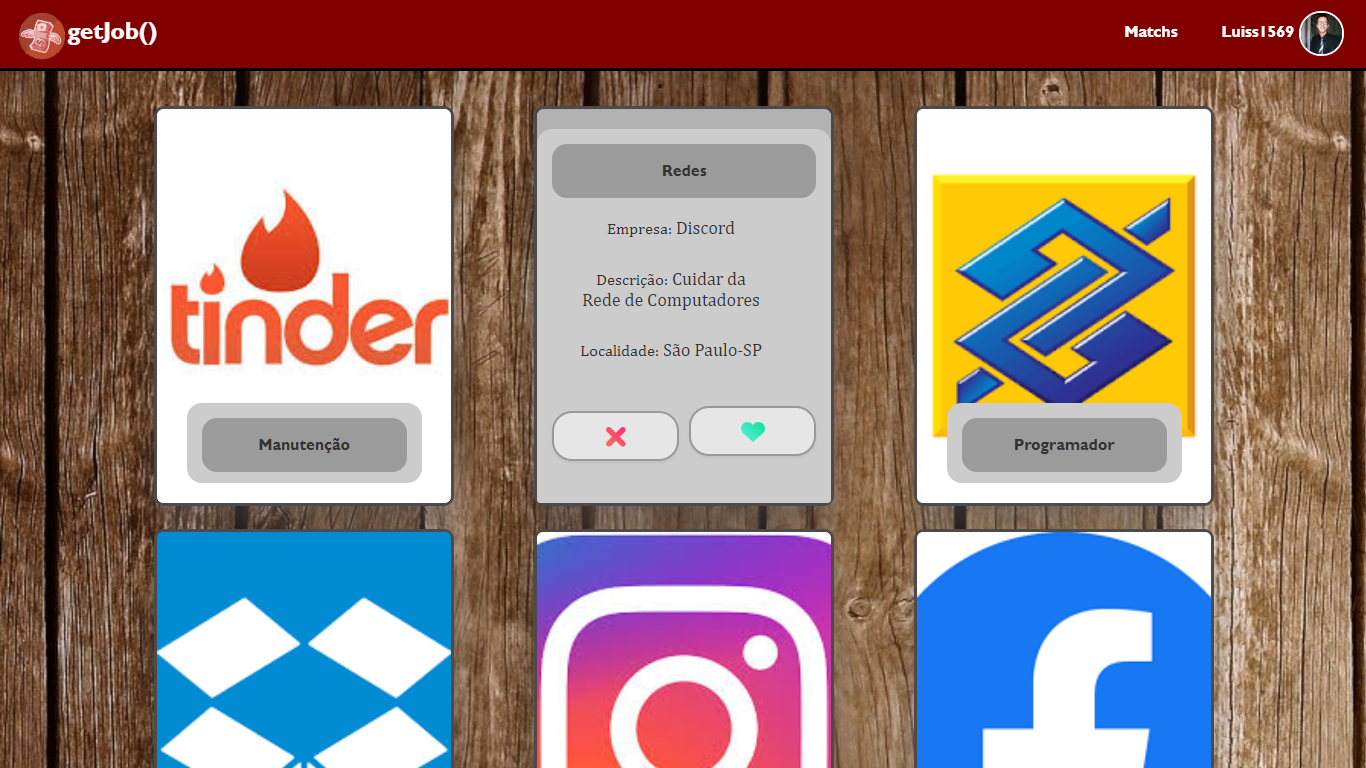 getJob()
Matchs
Luiss1569
tinder
Manutenção
Redes
Empresa: Discord
Descrição: Cuidar da
Rede de Computadores
Localidade: São Paulo-SP
Programador